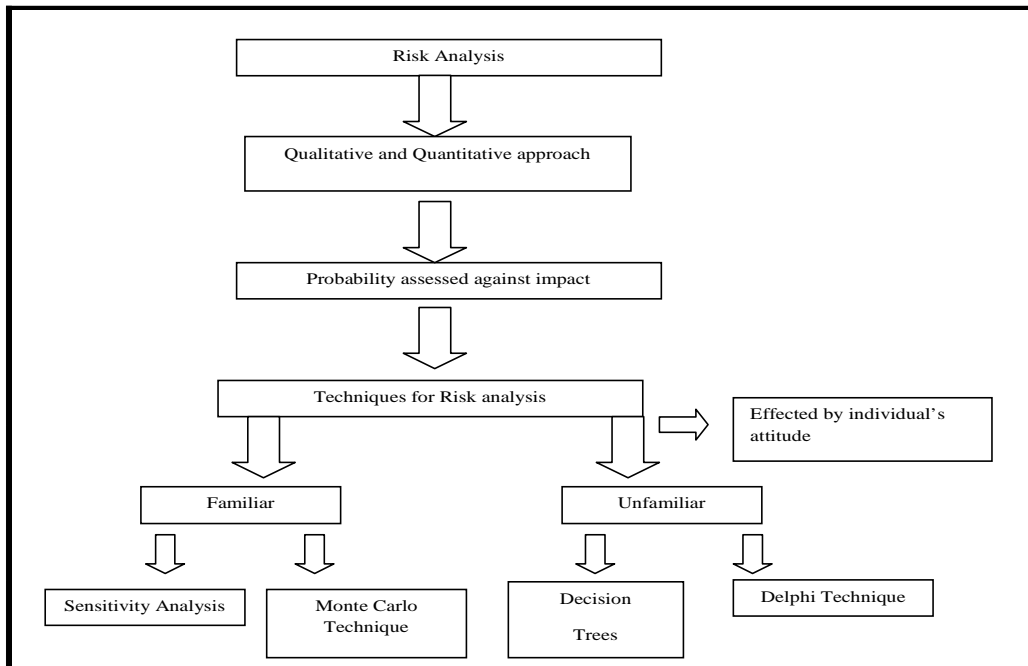 Risk Analysis
Qualitative and Quantitative approach
Probability assessed against impact
Techniques for Risk analysis
Effected by individual’s
attitude
Familiar
Unfamiliar
Sensitivity Analysis
Monte Carlo
Technique
Decision
Trees
Delphi Technique